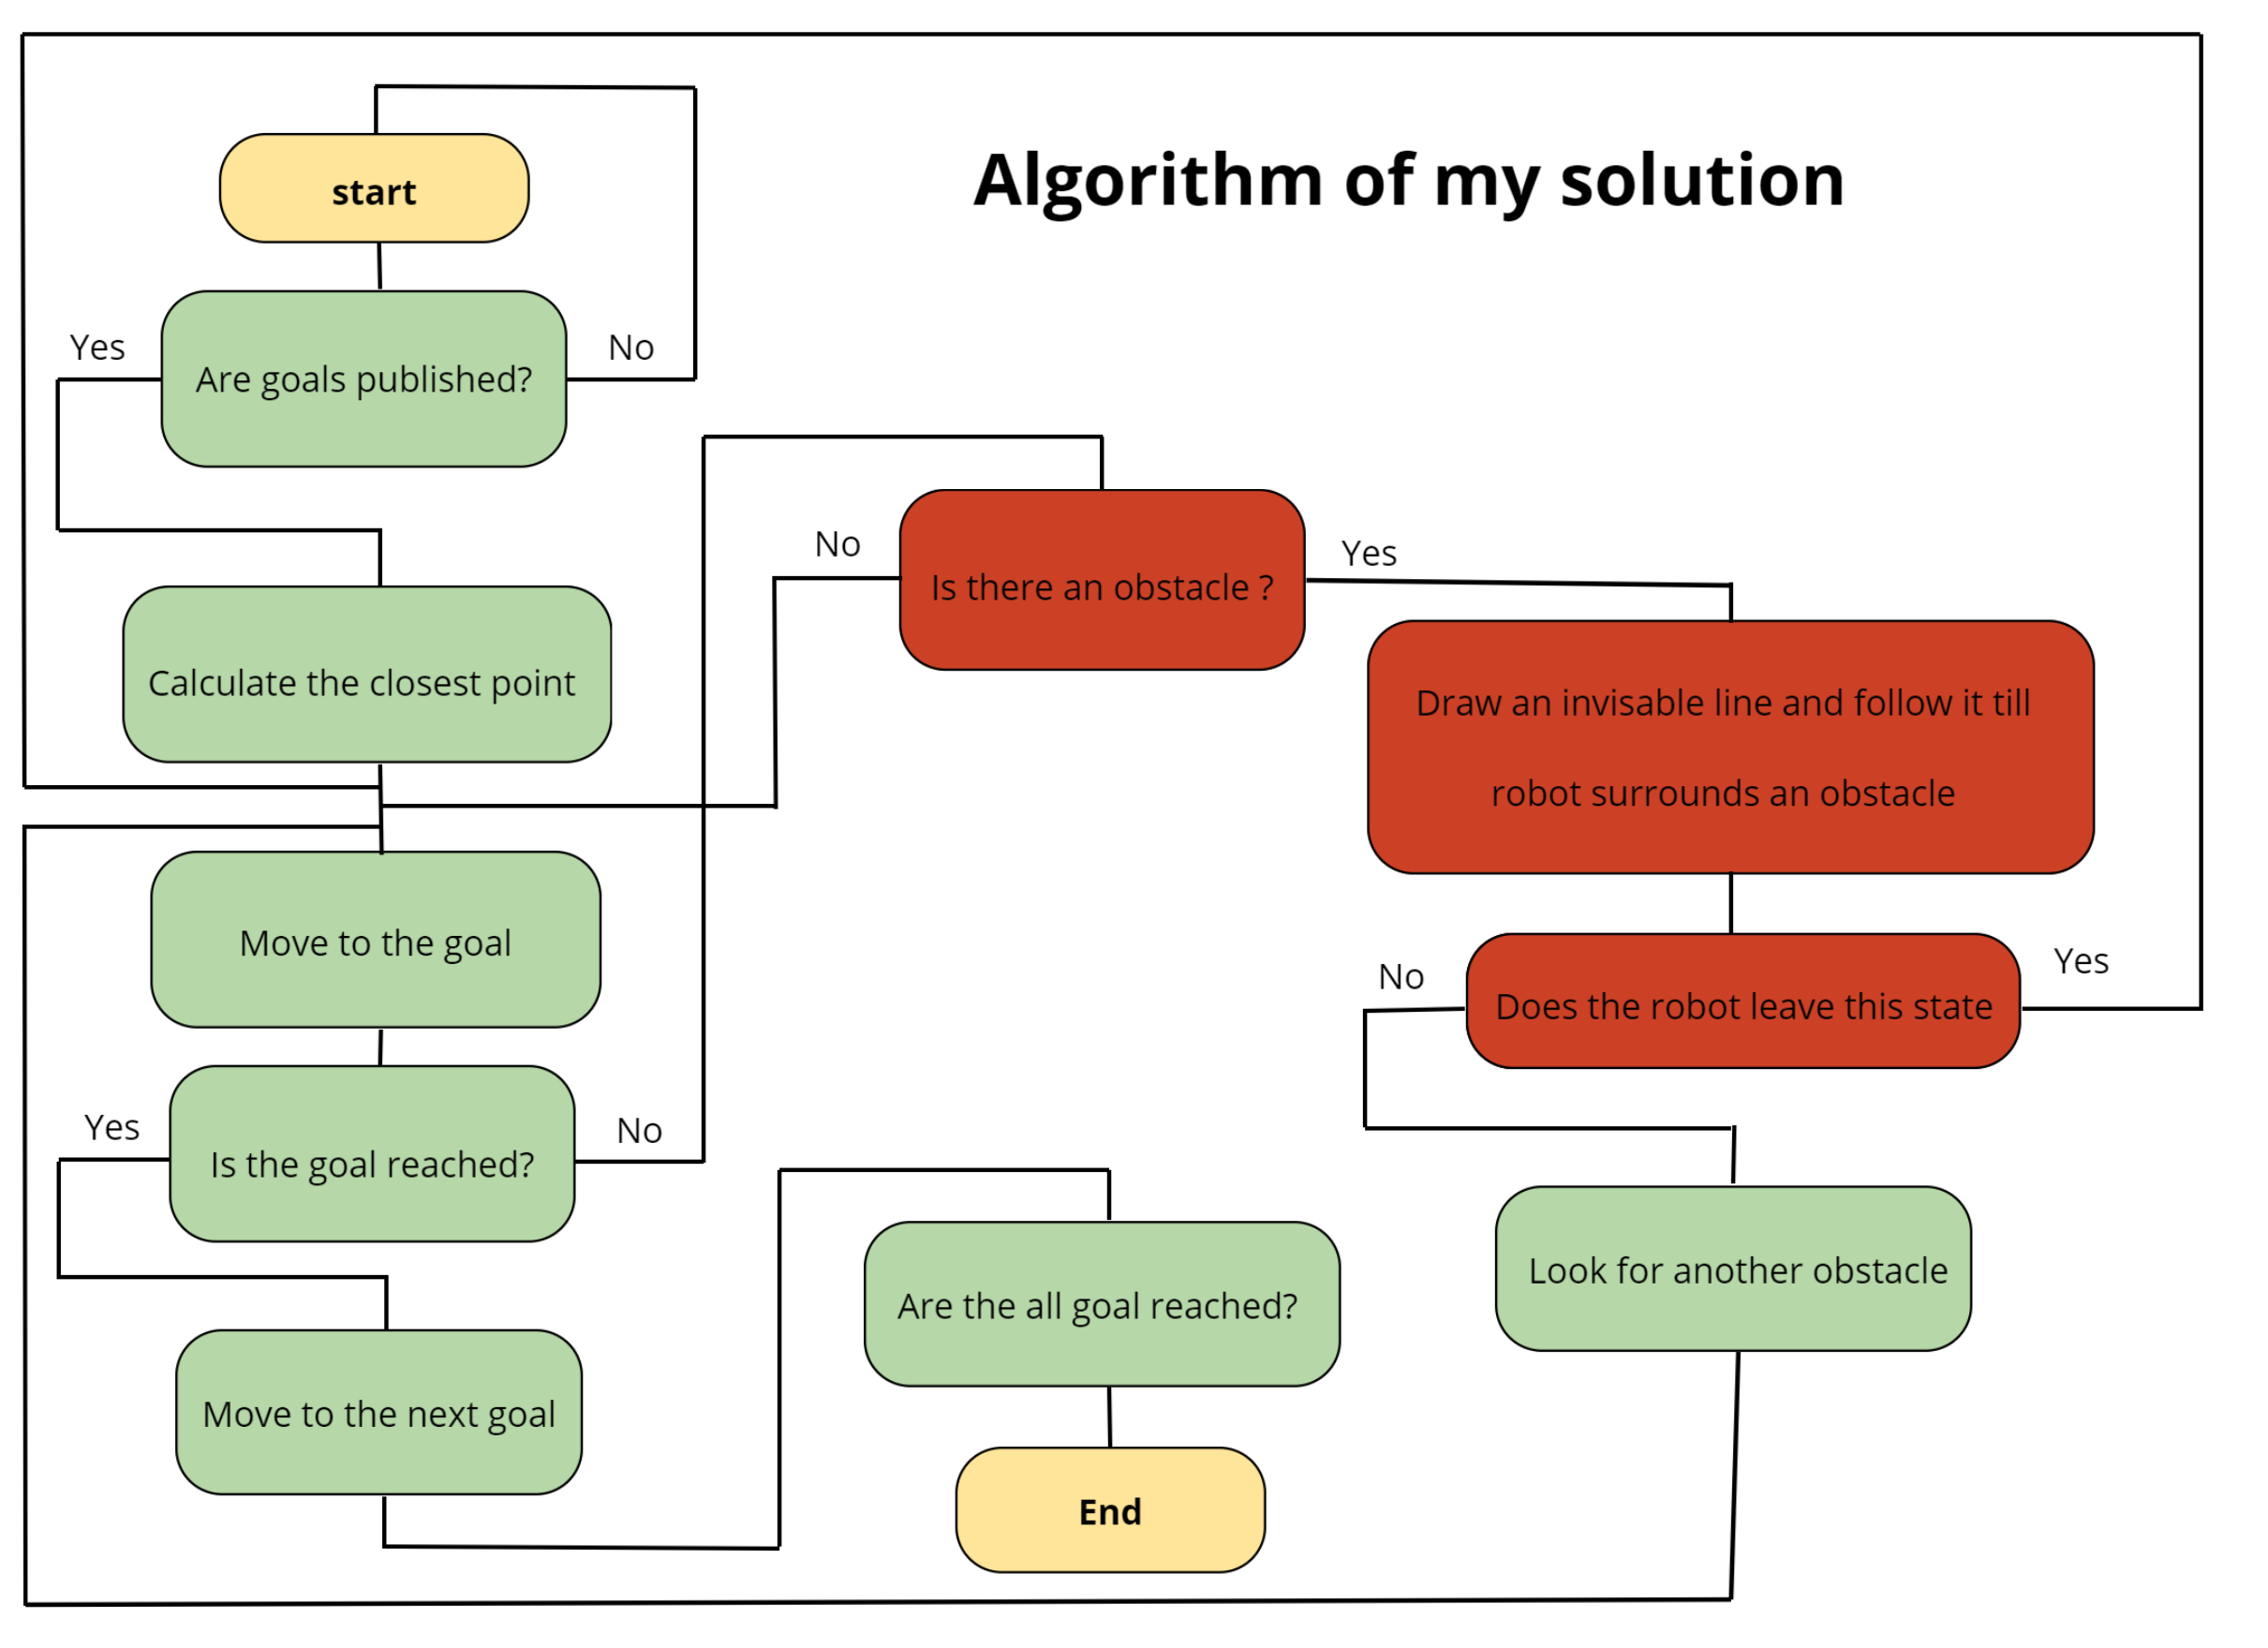 Algorithm of my solution
start
Yes
No
Are goals published?
Calculate the closest point
No
Yes
Is there an obstacle ?
Draw an invisable line and follow it till
robot surrounds an obstacle
Move to the goal
No
Yes
Does the robot leave this state
Yes
No
Is the goal reached?
Look for another obstacle
Are the all goal reached?
Move to the next goal
End